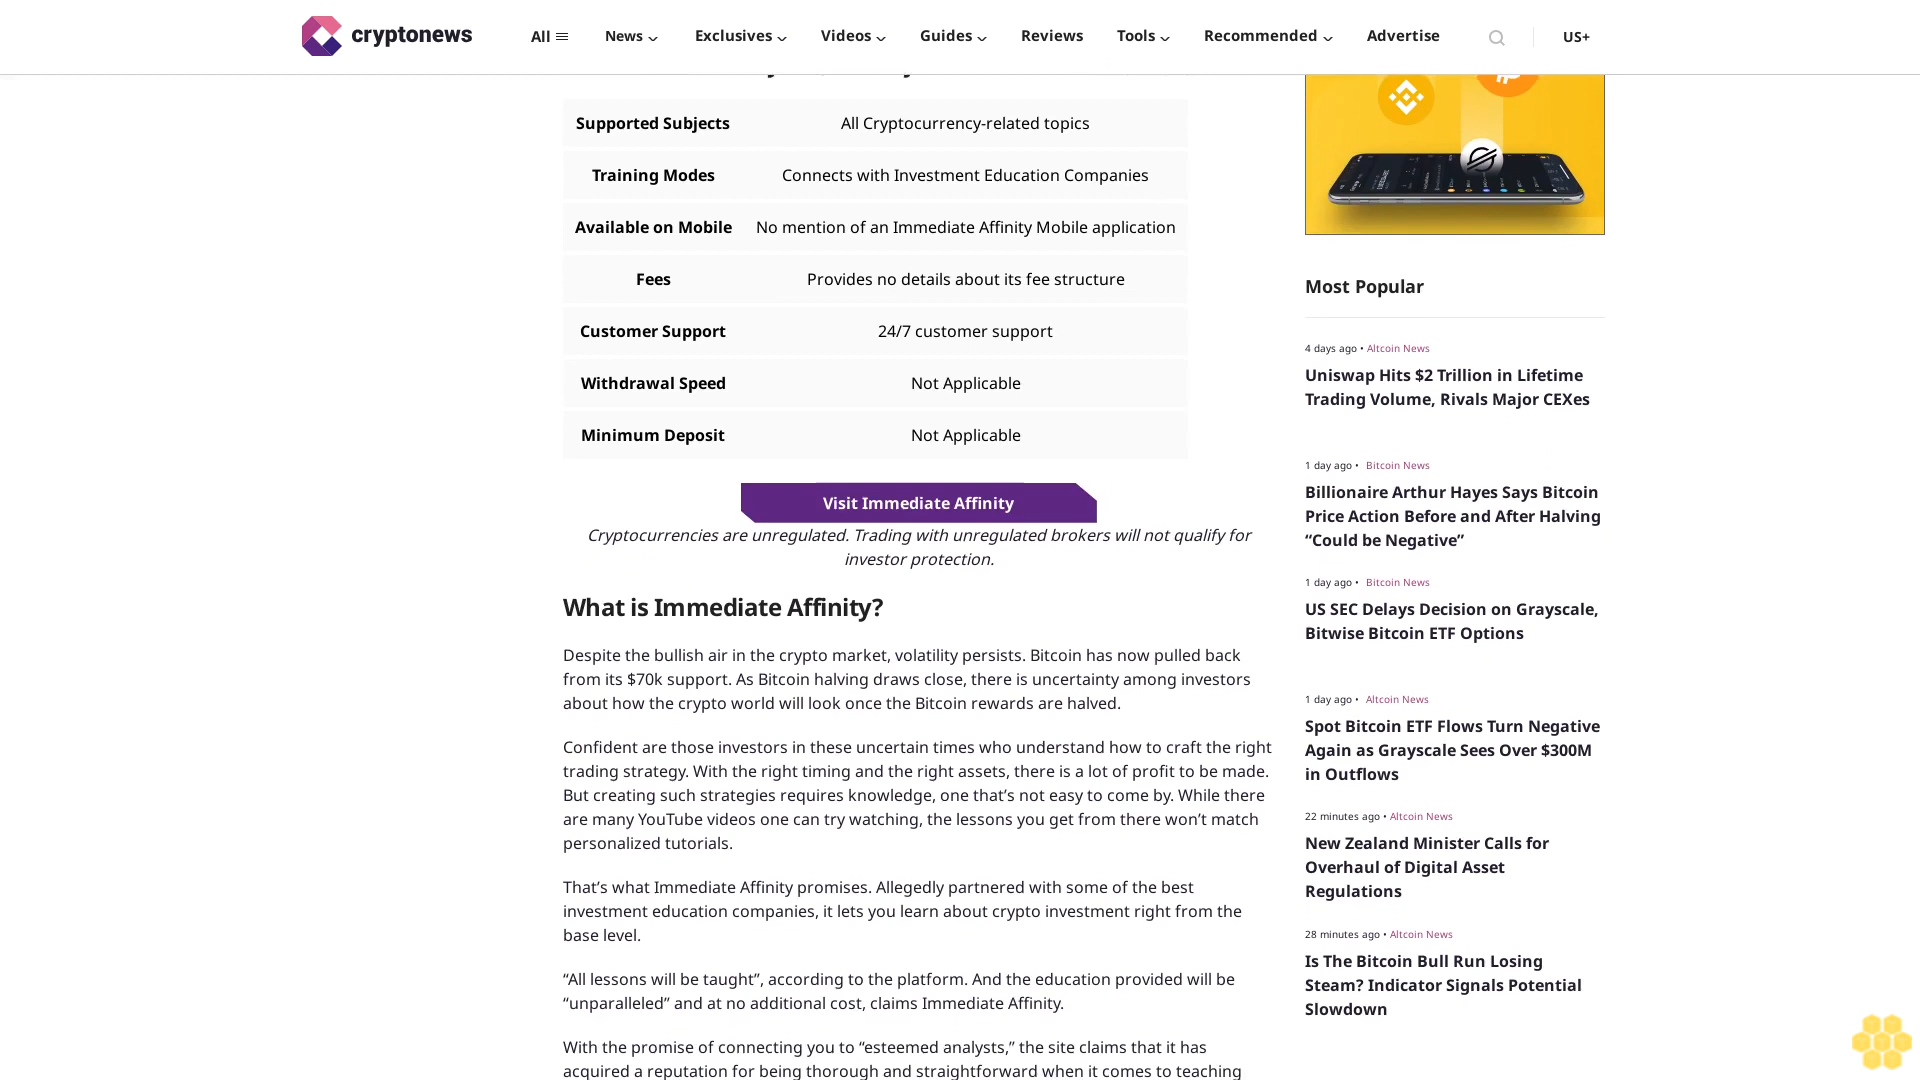 cryptonews
All
News
Exclusives
Videos
Guides
Reviews
Tools
Recommended
Advertise
US+
Supported Subjects All Cryptocurrency-related topics
Training Modes Connects with Investment Education Companies
Available on Mobile No mention of an Immediate Affinity Mobile application
Fees Provides no details about its fee structure
Customer Support 24/7 customer support
Withdrawal Speed Not Applicable
Minimum Deposit Not Applicable
Visit Immediate Affinity
Cryptocurrencies are unregulated. Trading with unregulated brokers will not qualify for
investor protection.
What is Immediate Affinity?
Despite the bullish air in the crypto market, volatility persists. Bitcoin has now pulled back
from its $70k support. As Bitcoin halving draws close, there is uncertainty among investors
about how the crypto world will look once the Bitcoin rewards are halved.
Confident are those investors in these uncertain times who understand how to craft the right
trading strategy. With the right timing and the right assets, there is a lot of profit to be made.
But creating such strategies requires knowledge, one that’s not easy to come by. While there
are many YouTube videos one can try watching, the lessons you get from there won’t match
personalized tutorials.
That’s what Immediate Affinity promises. Allegedly partnered with some of the best
investment education companies, it lets you learn about crypto investment right from the
base level.
“All lessons will be taught”, according to the platform. And the education provided will be
“unparalleled” and at no additional cost, claims Immediate Affinity.
With the promise of connecting you to “esteemed analysts,” the site claims that it has
acquired a reputation for being thorough and straightforward when it comes to teaching
Most Popular
4 days ago • Altcoin News
Uniswap Hits $2 Trillion in Lifetime
Trading Volume, Rivals Major CEXes
1 day ago • Bitcoin News
Billionaire Arthur Hayes Says Bitcoin
Price Action Before and After Halving
“Could be Negative”
1 day ago • Bitcoin News
US SEC Delays Decision on Grayscale,
Bitwise Bitcoin ETF Options
1 day ago • Altcoin News
Spot Bitcoin ETF Flows Turn Negative
Again as Grayscale Sees Over $300M
in Outflows
22 minutes ago • Altcoin News
New Zealand Minister Calls for
Overhaul of Digital Asset
Regulations
28 minutes ago • Altcoin News
Is The Bitcoin Bull Run Losing
Steam? Indicator Signals Potential
Slowdown